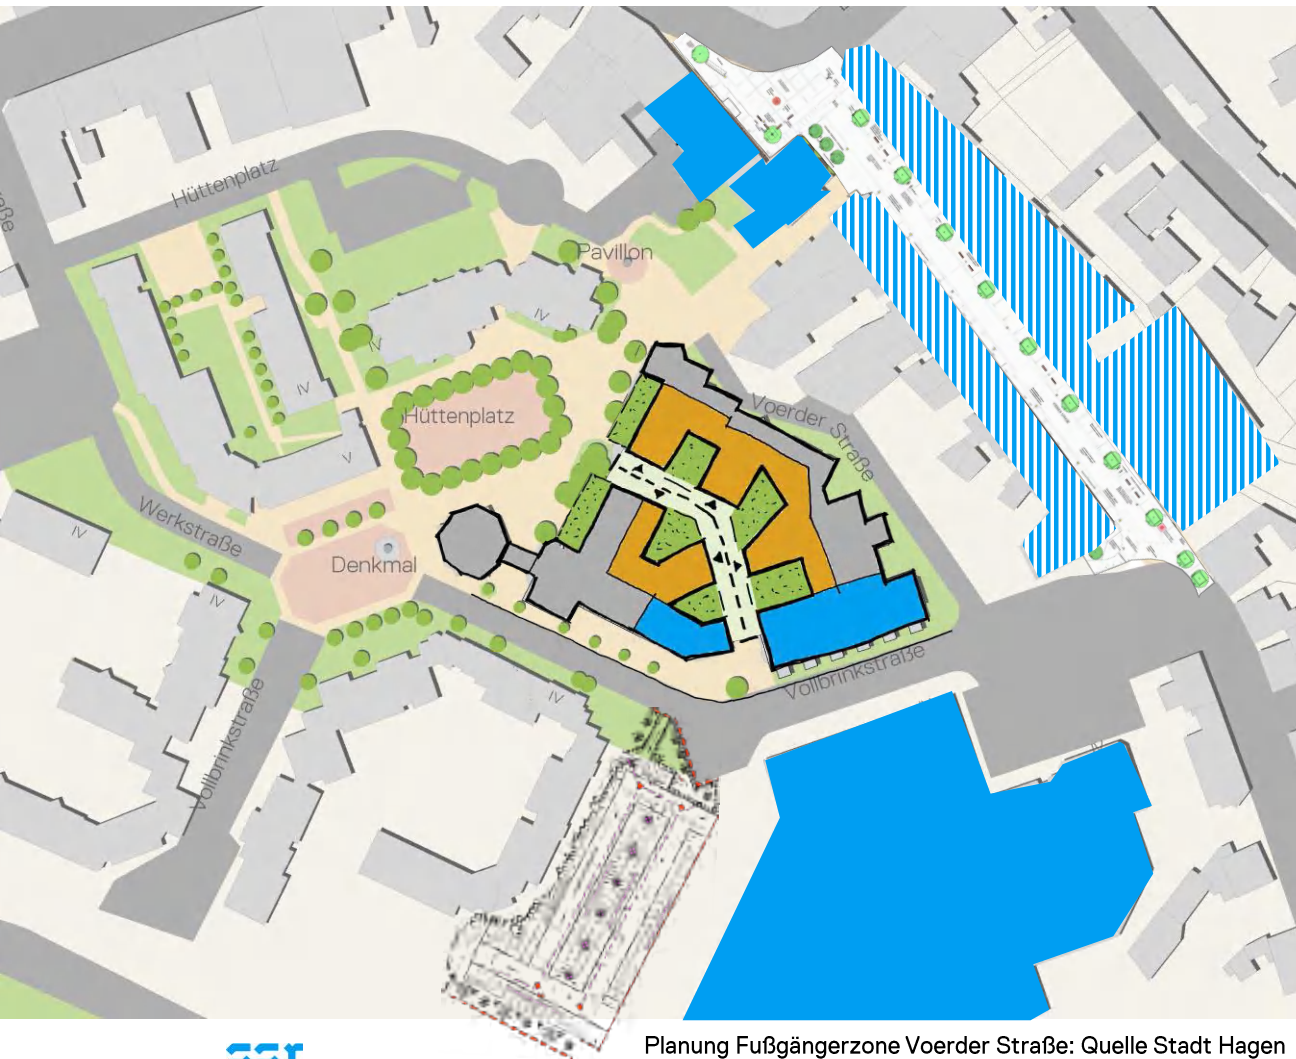 Hüttenplatz
aße
Pavillon
IV
IV
IV
Hüttenplatz
Voerder Straße
V
IV
Werkstraße
Denkmal
IV
Vollbrinkstraße
Vollbrinkstraße
IV
Planung Fußgängerzone Voerder Straße: Quelle Stadt Hagen